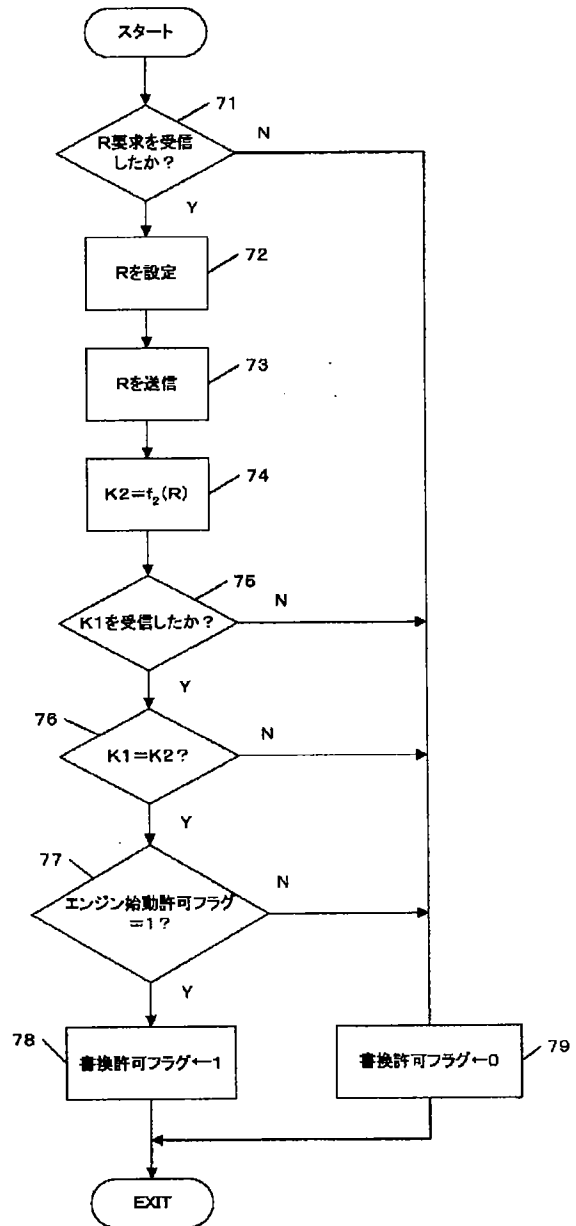 スタート
71
R要求を受信
したか？
N
Y
Rを設定
72
Rを送信
73
K2=f₂(R)
74
75
K1を受信したか？
N
Y
76
K1=K2？
N
Y
77
エンジン始動許可フラグ
=1？
N
Y
78
書換許可フラグ←1
書換許可フラグ←0
79
EXIT